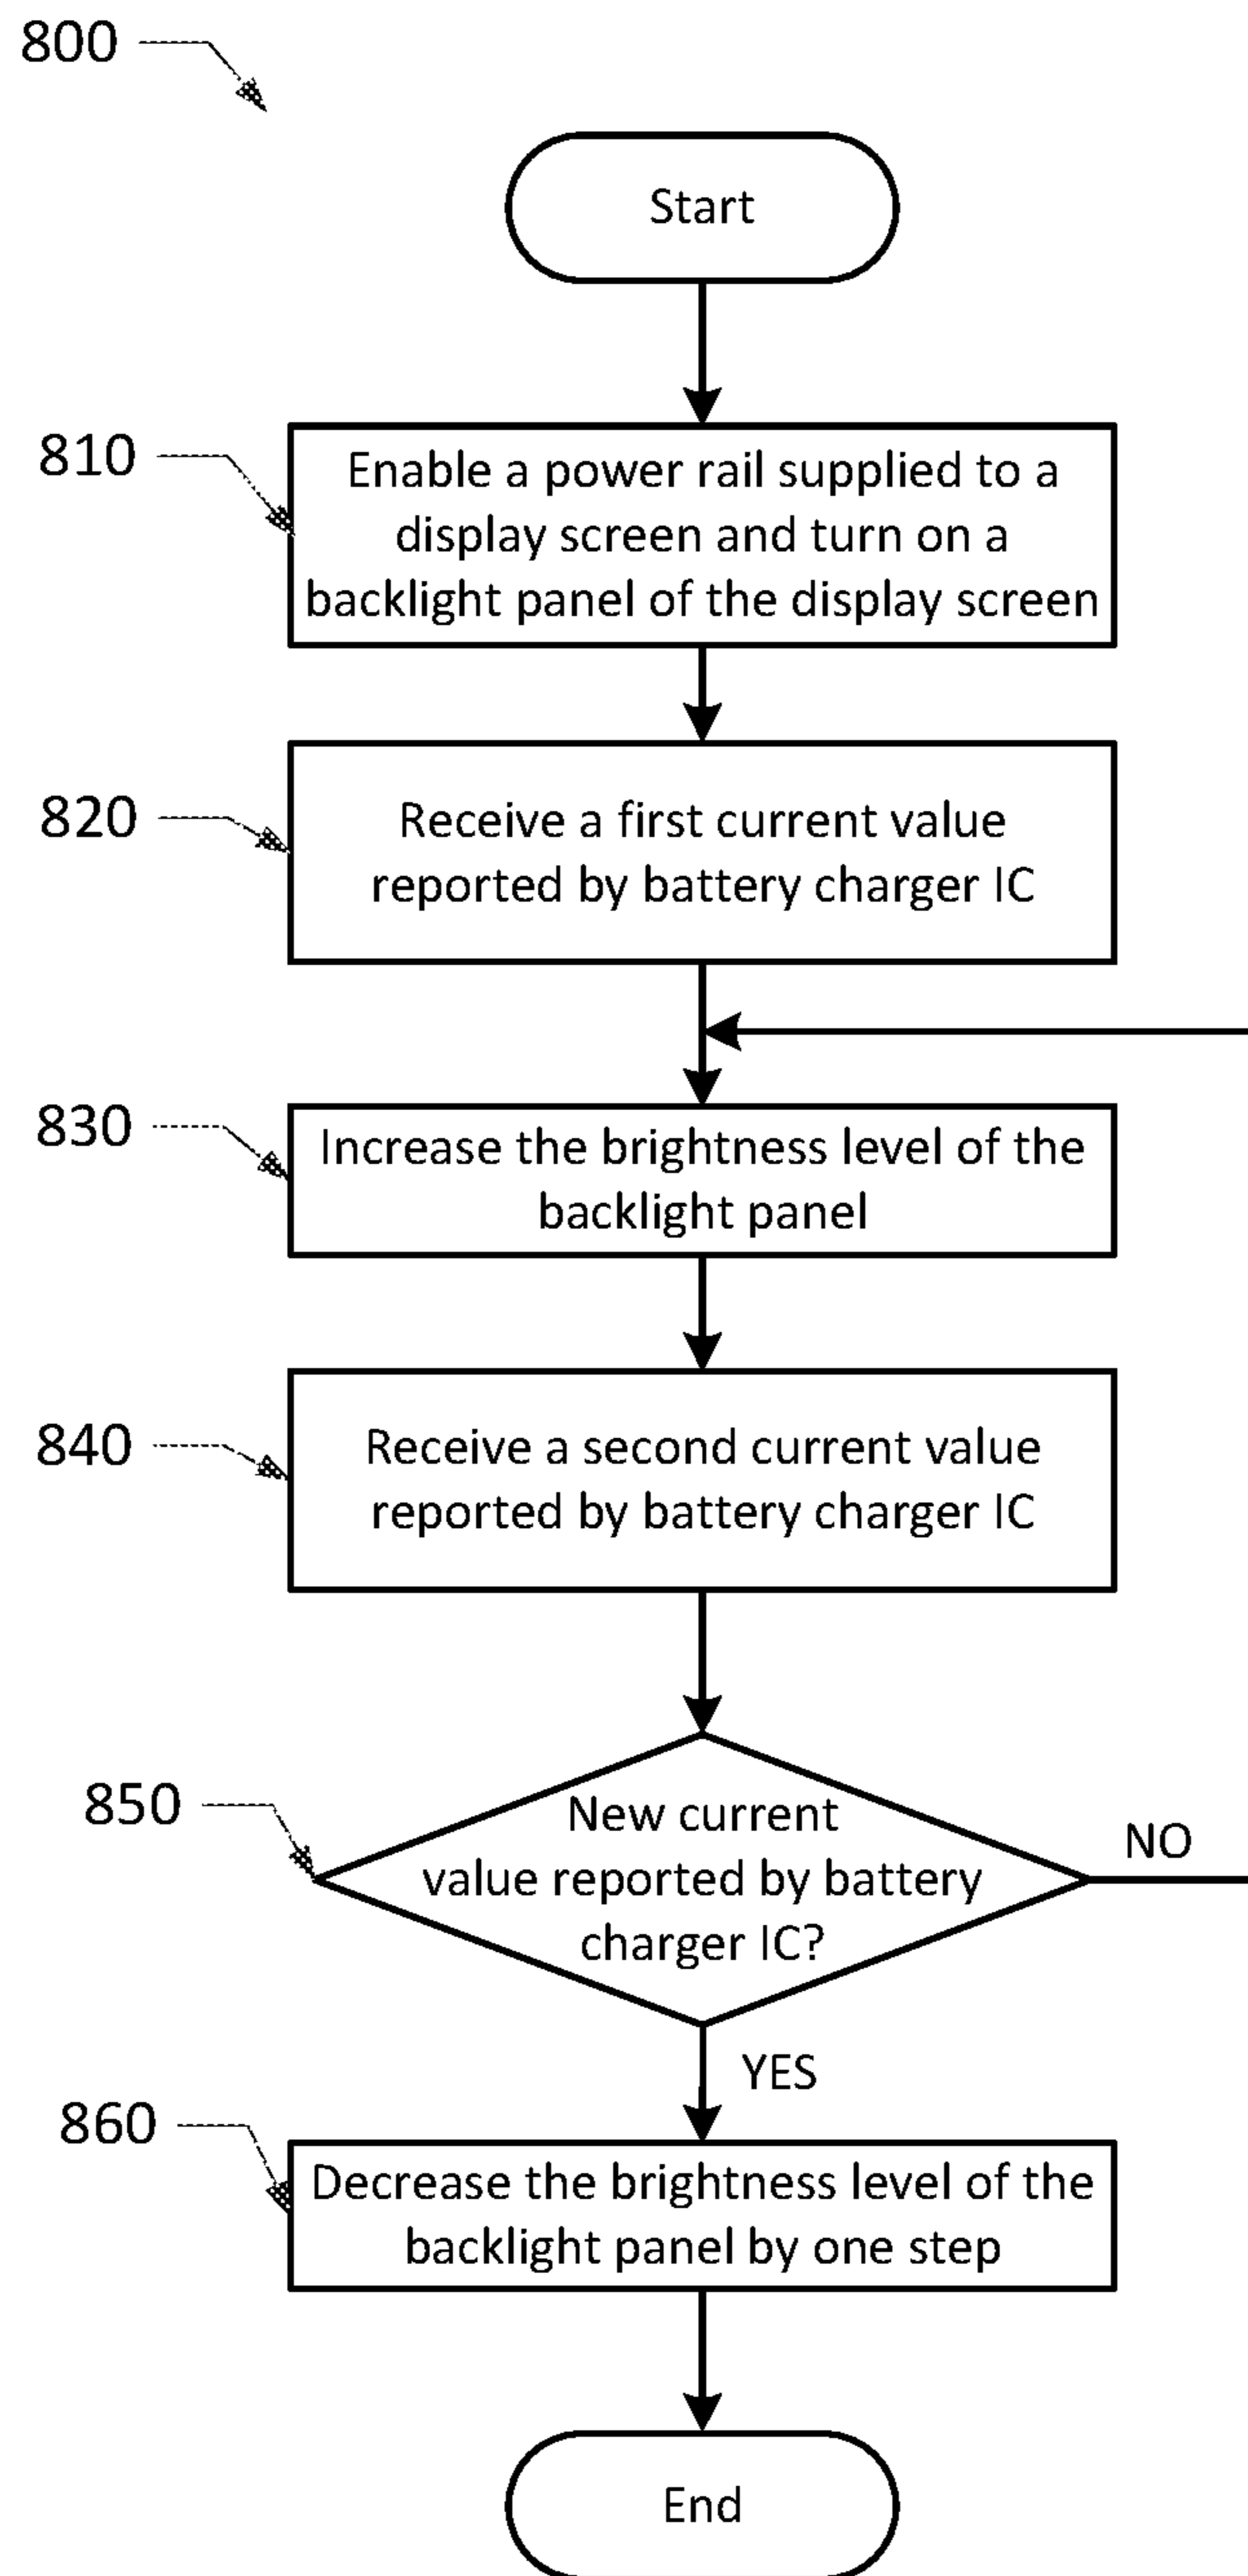 800
Start
810
Enable a power rail supplied to a
display screen and turn on a
backlight panel of the display screen
820
Receive a first current value
reported by battery charger IC
830
Increase the brightness level of the
backlight panel
840
Receive a second current value
reported by battery charger IC
850
New current
value reported by battery
charger IC?
NO
YES
860
Decrease the brightness level of the
backlight panel by one step
End